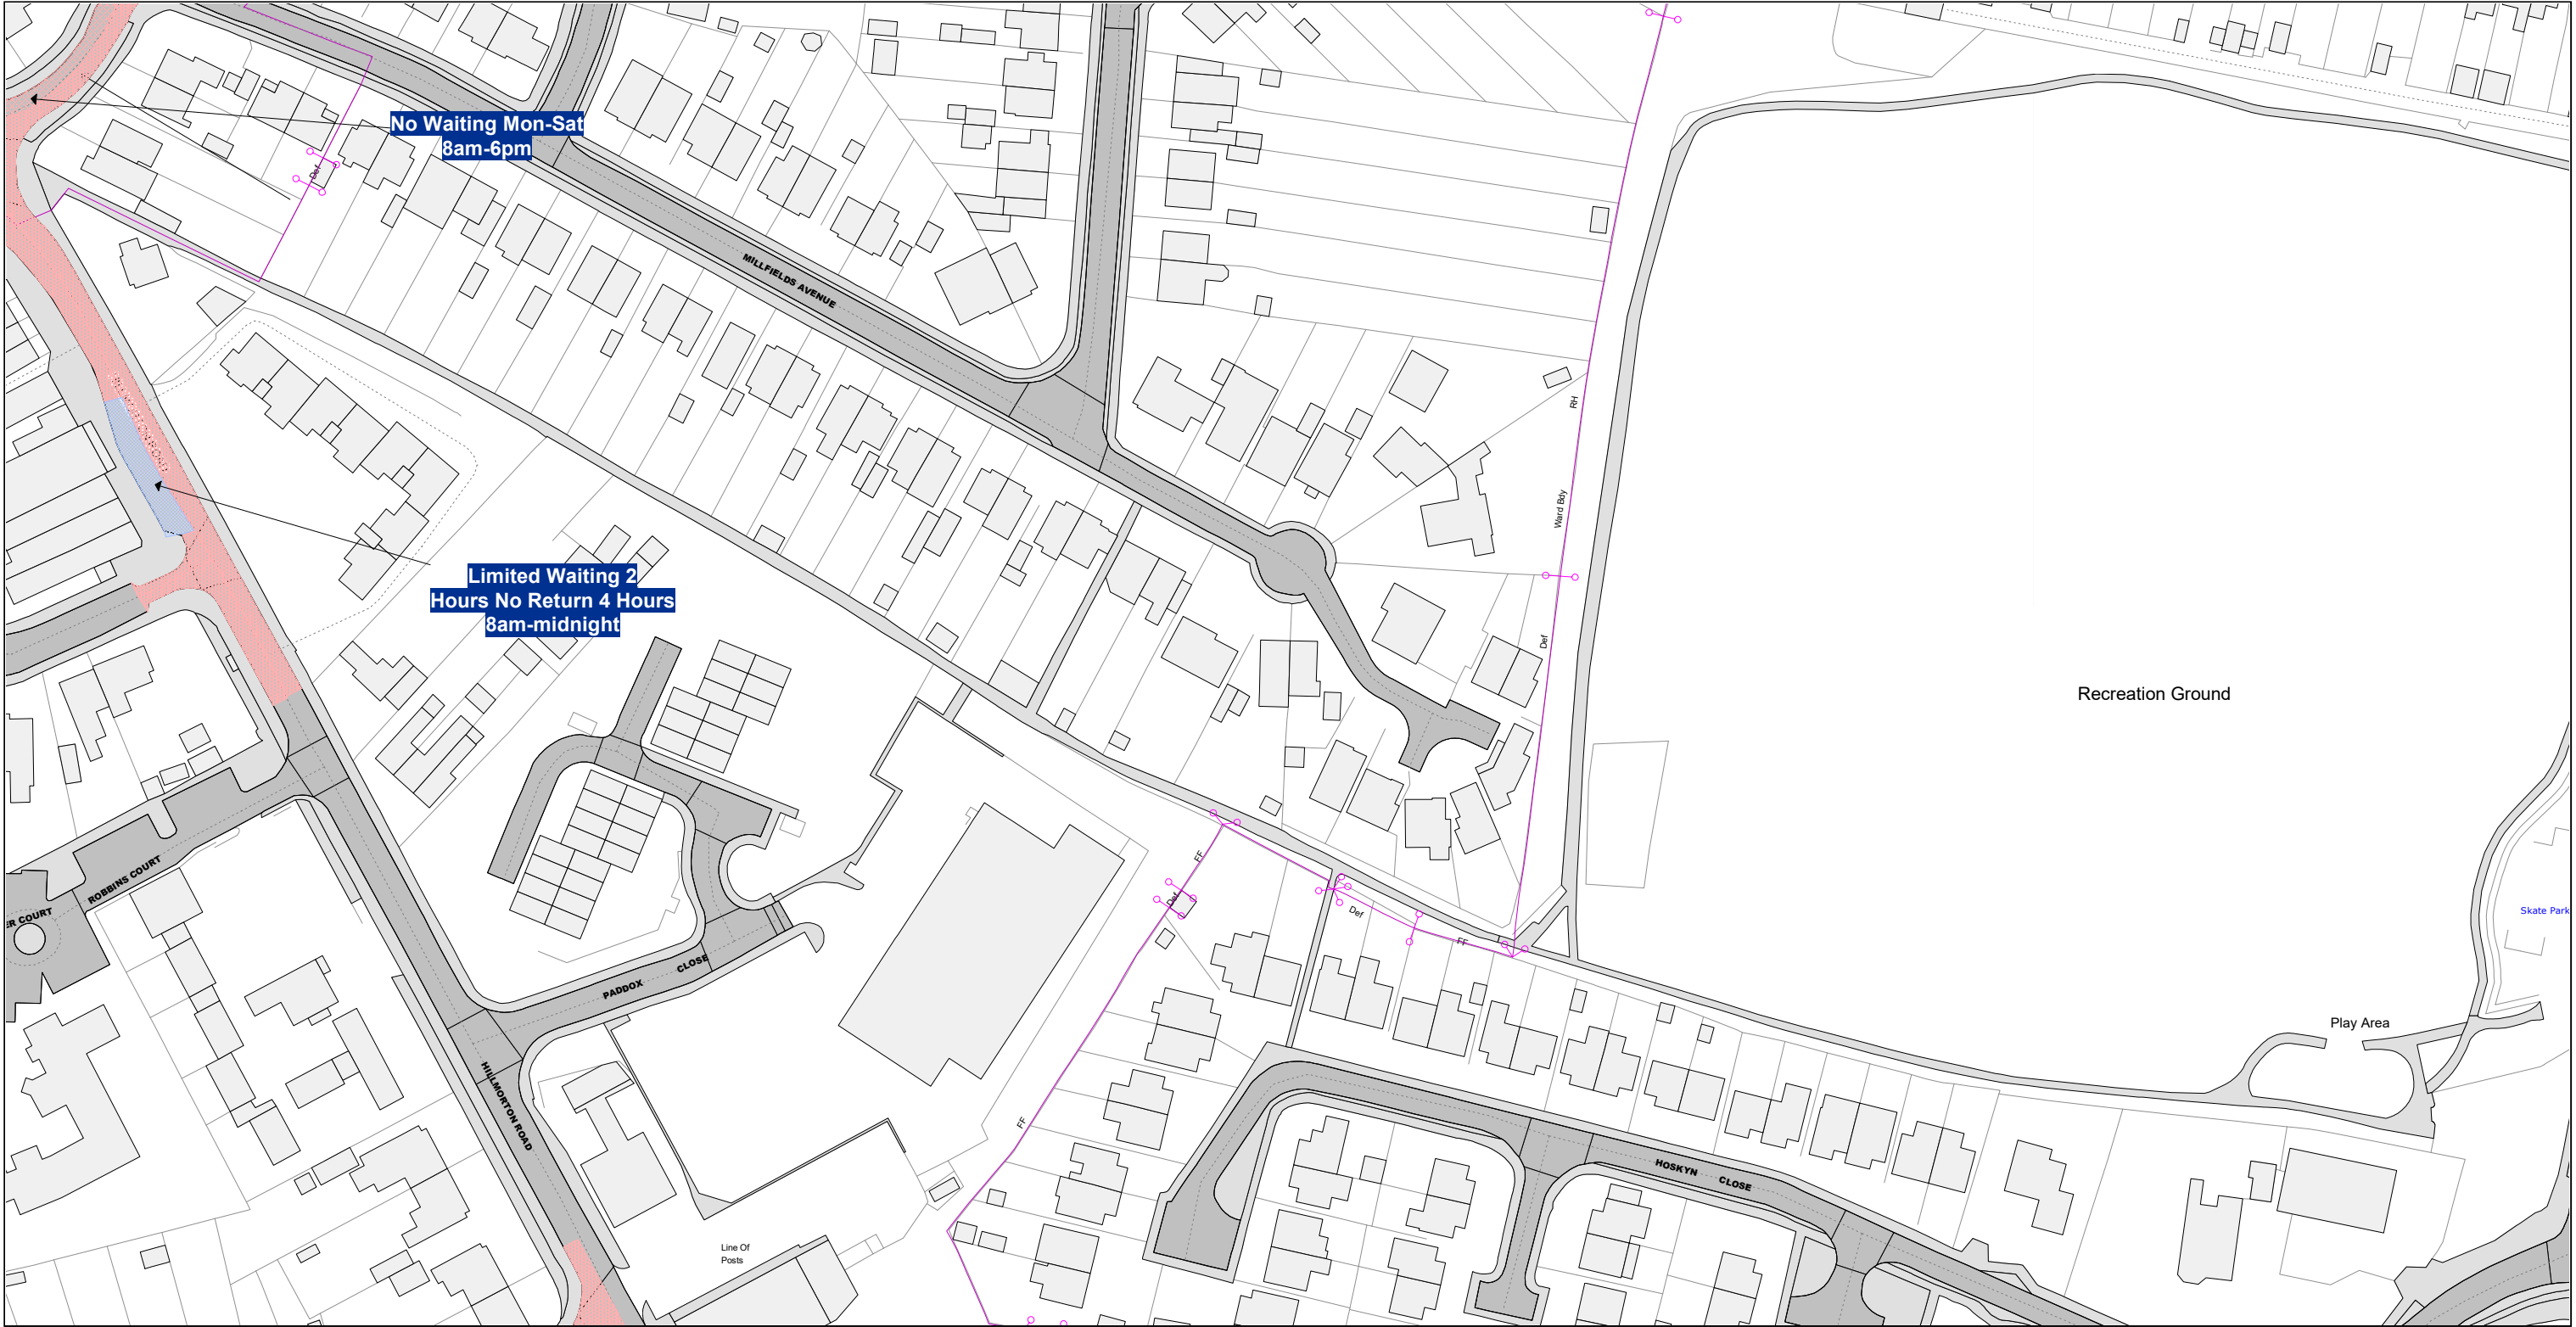 No Waiting Mon-Sat
8am-6pm
Def
MILLFIELDS AVENUE
RH
Ward Bdy
Limited Waiting 2
Hours No Return 4 Hours
8am-midnight
Def
Recreation Ground
ROBBINS COURT
ER COURT
FF
Def
Def
FF
Skate Park
PADDOX CLOSE
Play Area
HILLMORTON ROAD
FF
HOSKYN CLOSE
Line Of
Posts